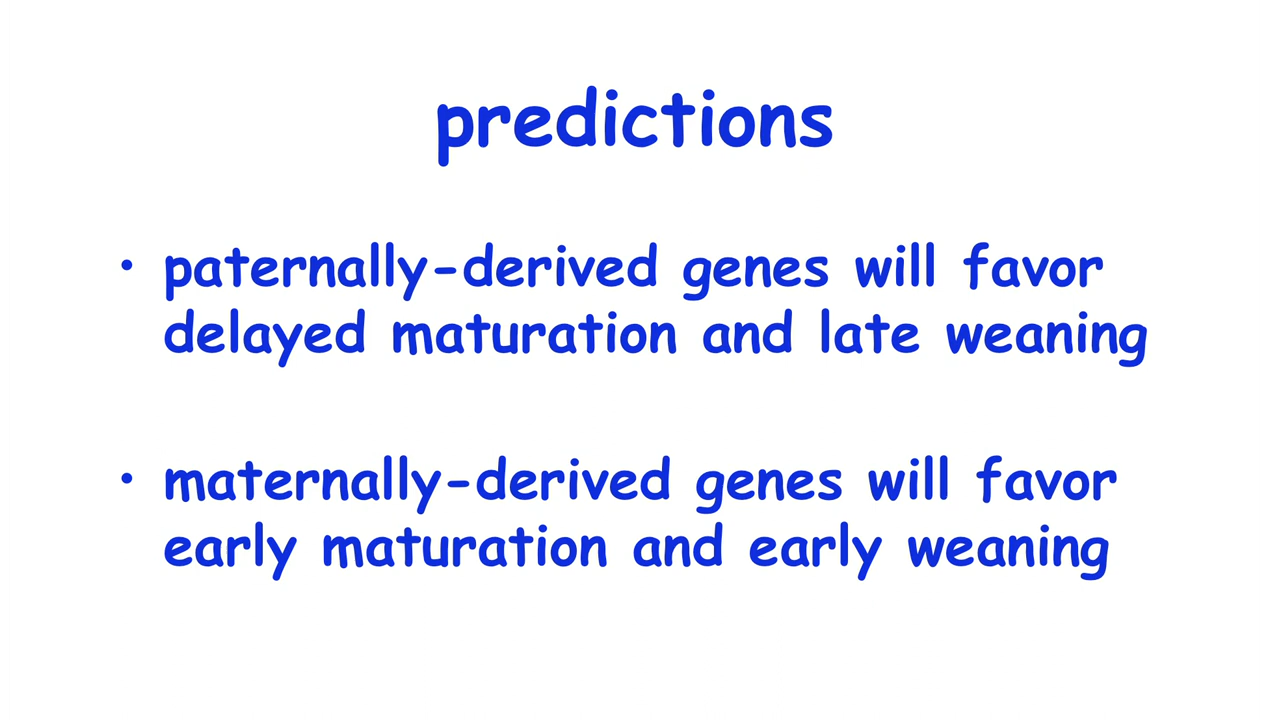 predictions
• paternally-derived genes will favor
delayed maturation and late weaning
• maternally-derived genes will favor
early maturation and early weaning